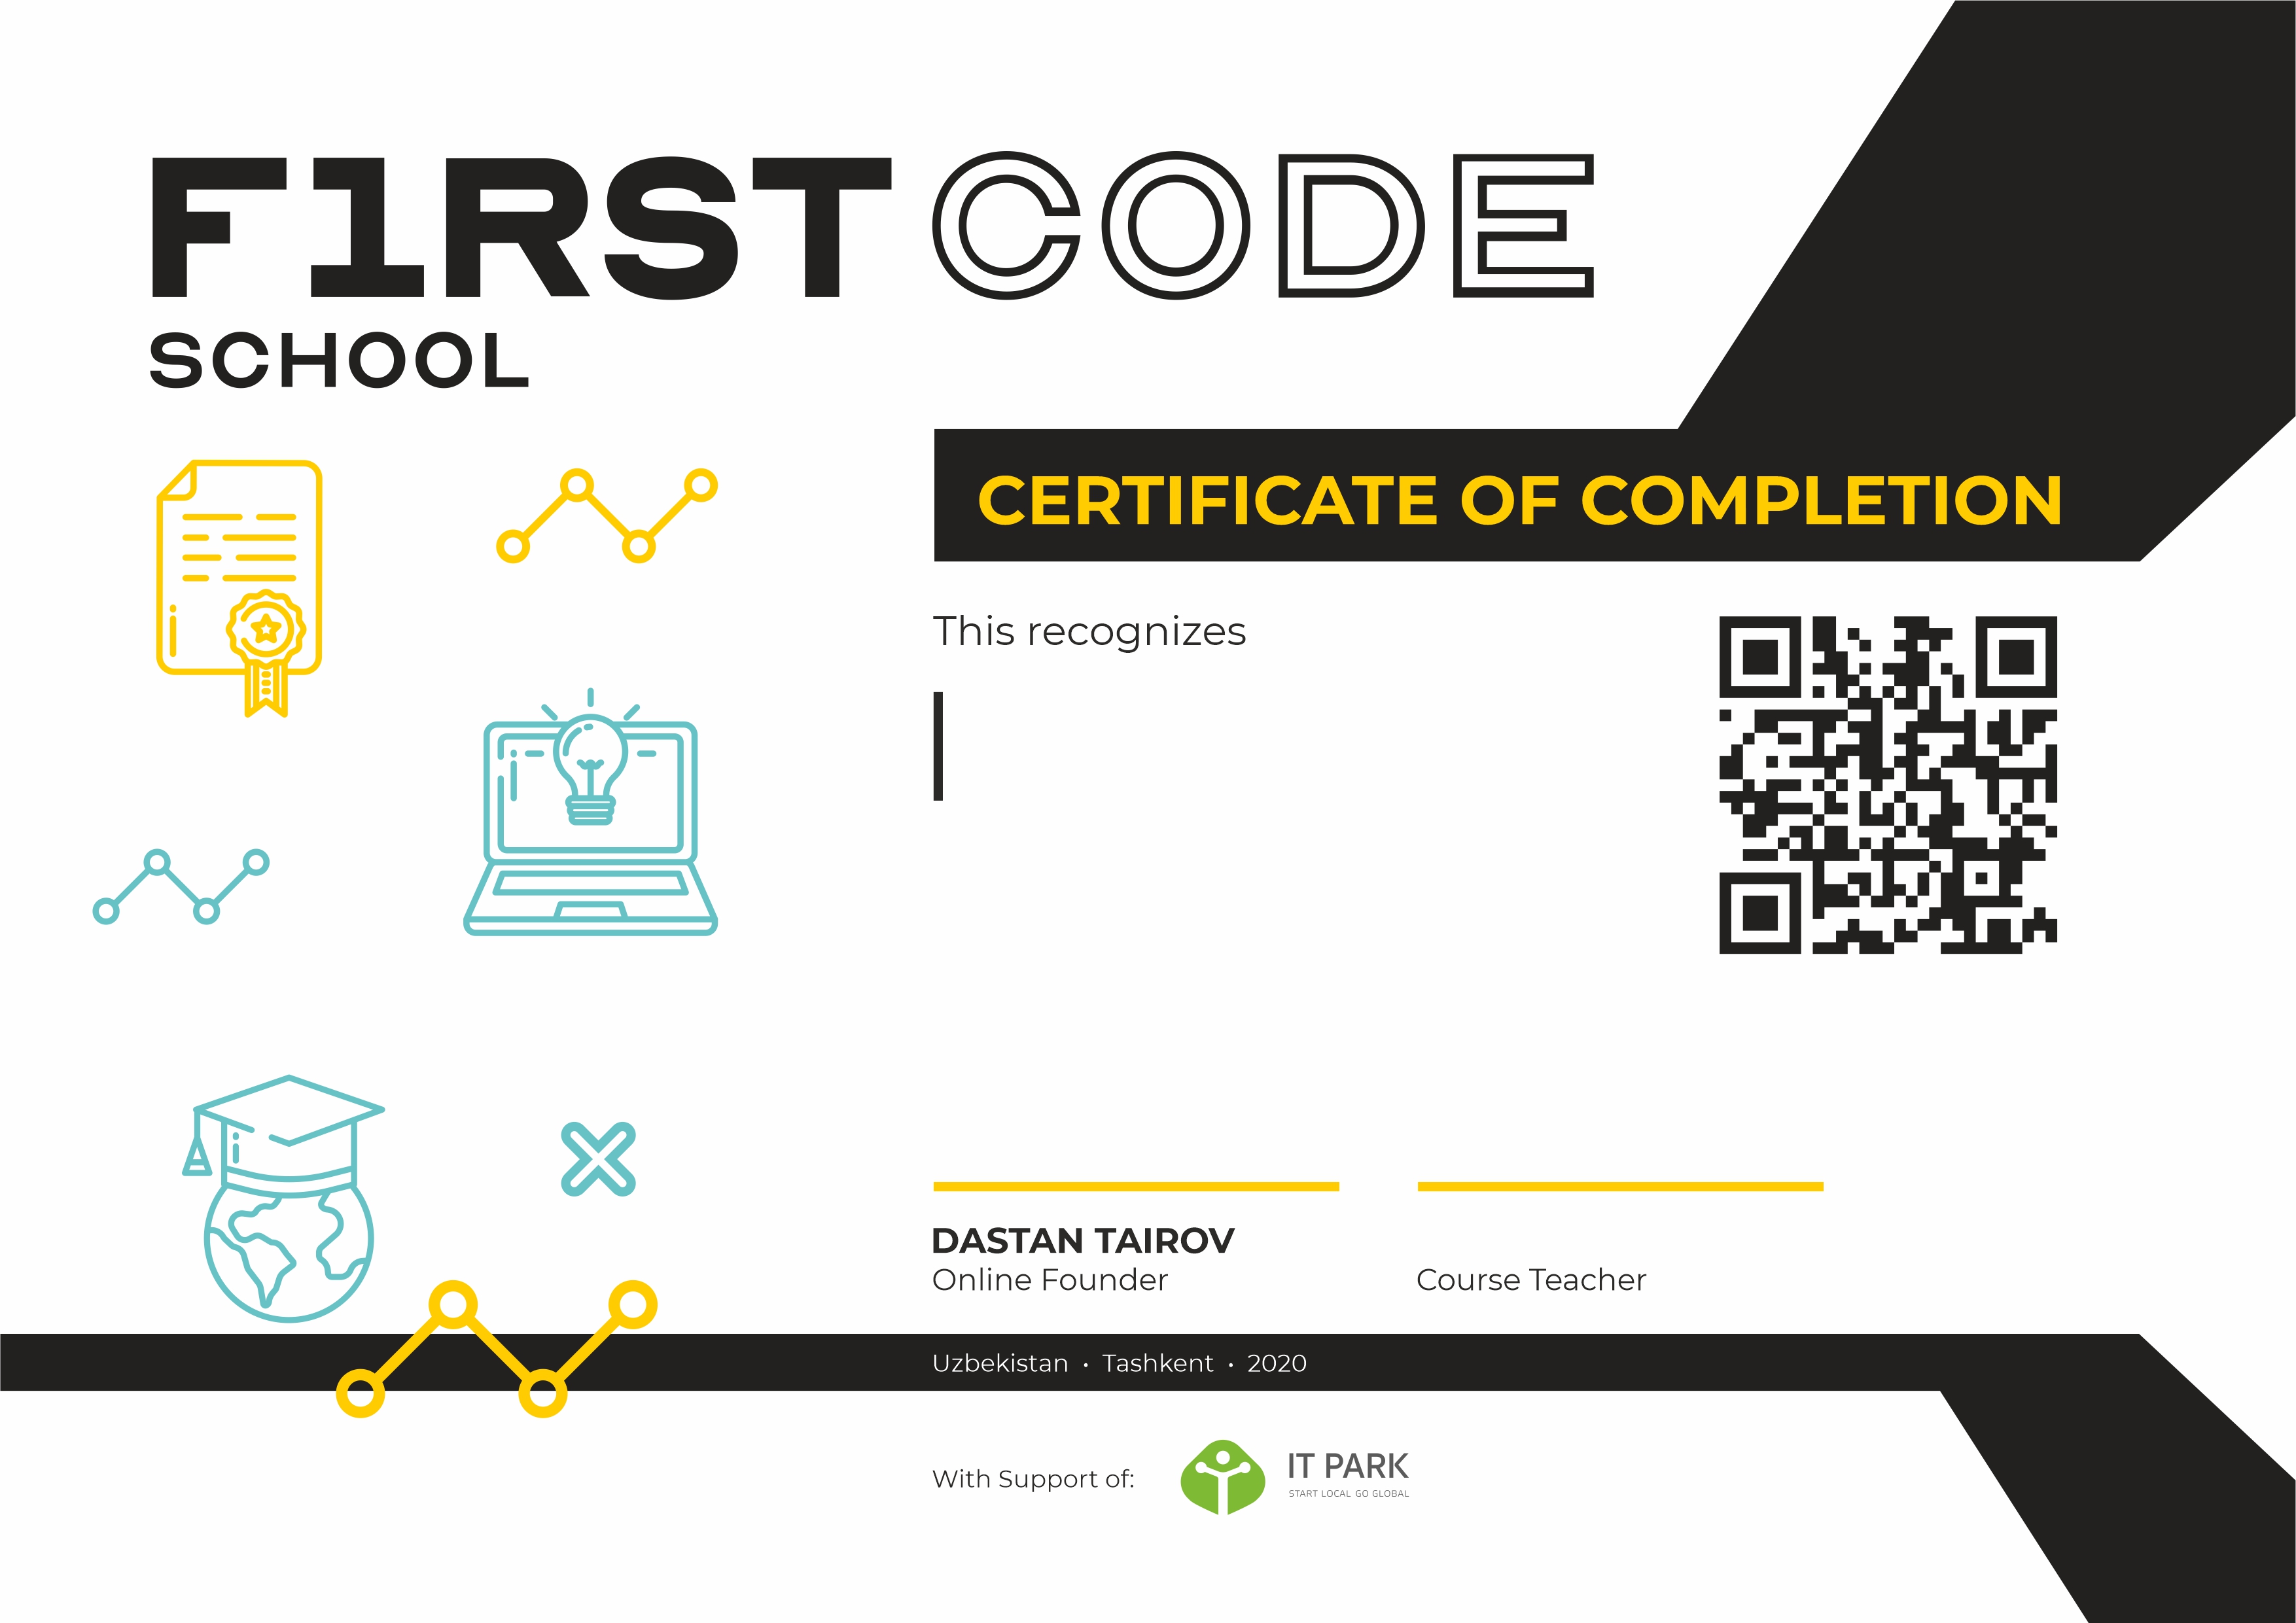 F1RST CODE
SCHOOL
CERTIFICATE OF COMPLETION
This recognizes
DASTAN TAIROV
Online Founder
Course Teacher
Uzbekistan • Tashkent • 2020
With Support of:
IT PARK
START LOCAL GO GLOBAL